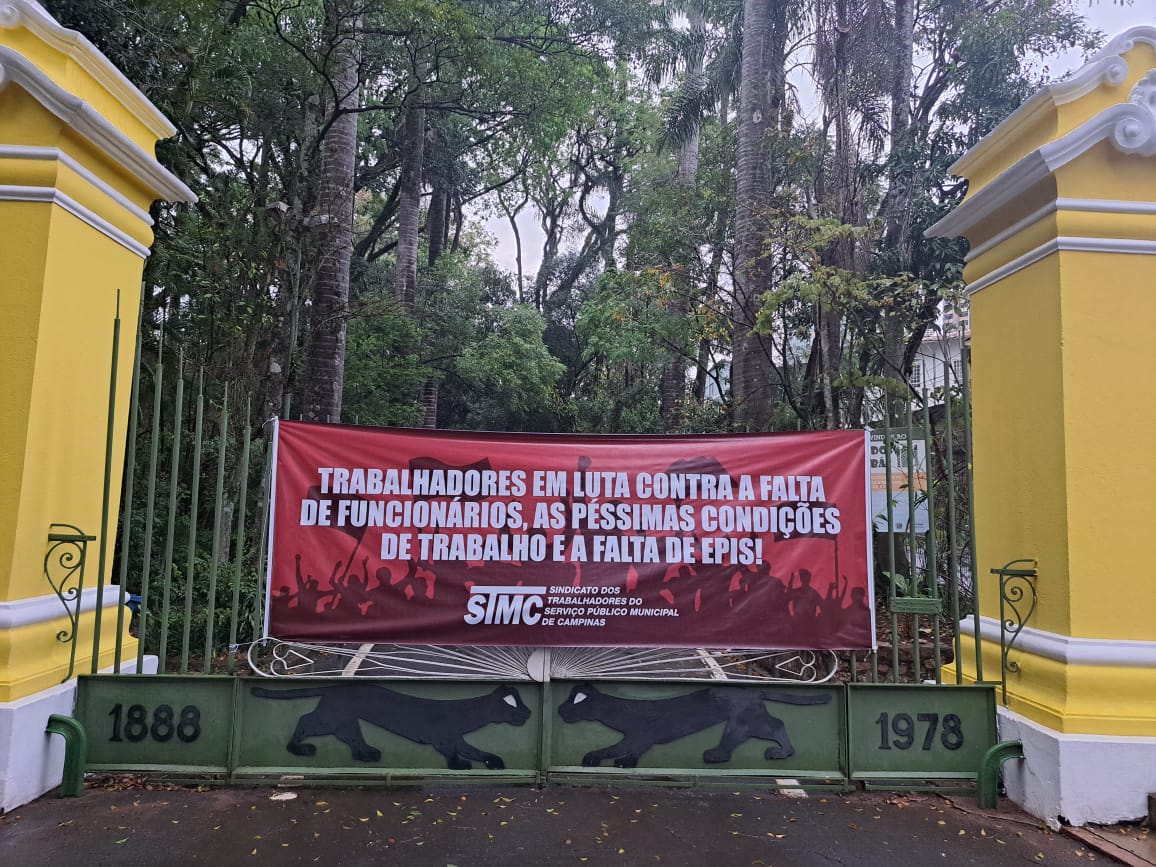 TRABALHADORES EM LUTA CONTRA A FALTA
DE FUNCIONÁRIOS, AS PÉSSIMAS CONDIÇÕES
DE TRABALHO E A FALTA DE EPIS!
STMC
SINDICATO DOS
TRABALHADORES DO
SERVIÇO PÚBLICO MUNICIPAL
DE CAMPINAS
1888
1978